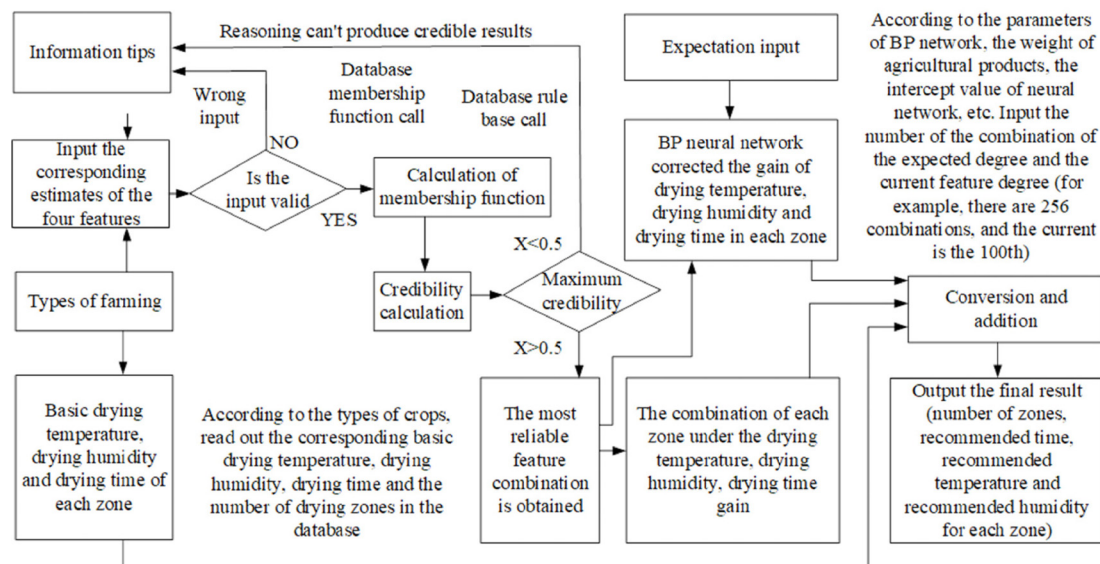 Information tips
Reasoning can't produce credible results
Wrong
input
Database
membership
function call
Database rule
base call
Expectation input
According to the parameters
of BP network, the weight of
agricultural products, the
intercept value of neural
network, etc. Input the
number of the combination of
the expected degree and the
current feature degree (for
example, there are 256
combinations, and the current
is the 100th)
Input the
corresponding
estimates of the
four features
NO
Is the
input valid
YES
Calculation of
membership function
BP neural network
corrected the gain of
drying temperature,
drying humidity and
drying time in each zone
Types of farming
Credibility
calculation
X<0.5
Maximum
credibility
X>0.5
Conversion and
addition
Basic drying
temperature,
drying humidity
and drying time of
each zone
According to the types of crops,
read out the corresponding basic
drying temperature, drying
humidity, drying time and the
number of drying zones in the
database
The most
reliable
feature
combination
is obtained
The combination of each
zone under the drying
temperature, drying
humidity, drying time
gain
Output the final result
(number of zones,
recommended time,
recommended
temperature and
recommended humidity
for each zone)